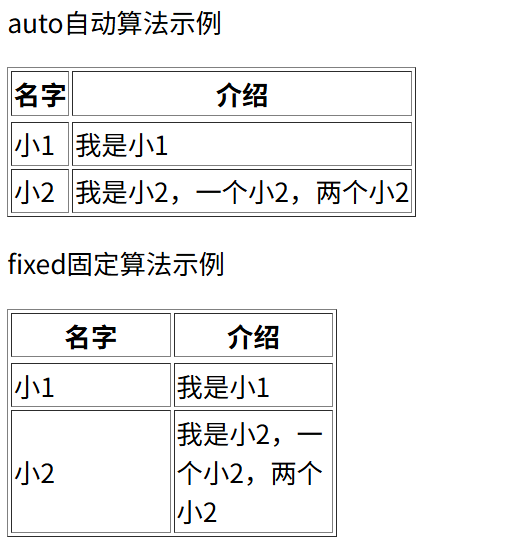 auto自动算法示例
名字 介绍
小1 我是小1
小2 我是小2，一个小2，两个小2
fixed固定算法示例
名字 介绍
小1 我是小1
我是小2，一
小2 个小2，两个
小2